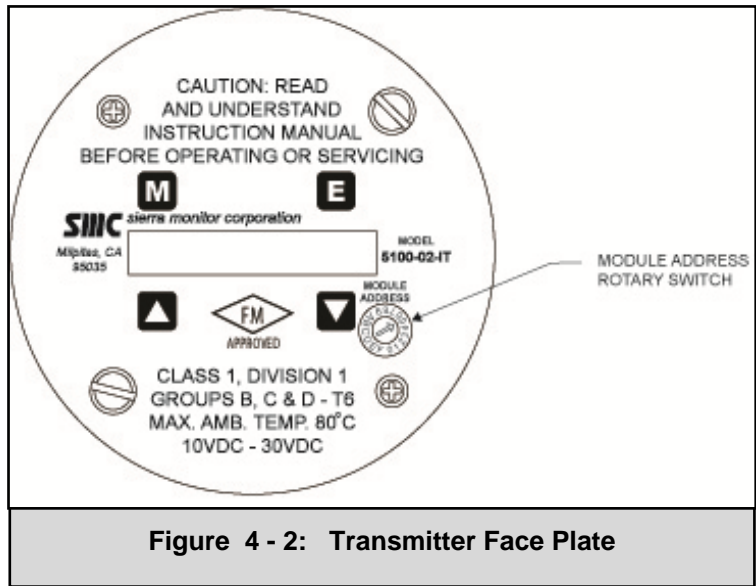 CAUTION: READ
AND UNDERSTAND
INSTRUCTION MANUAL
BEFORE OPERATING OR SERVICING
M E
SMC sierra monitor corporation
Milpitas, CA
95035
MODEL
5100-02-IT
MODULE
ADDRESS
FM
APPROVED
CLASS 1, DIVISION 1
GROUPS B, C & D - T6
MAX. AMB. TEMP. 80°C
10VDC - 30VDC
MODULE ADDRESS
ROTARY SWITCH
Figure 4 - 2: Transmitter Face Plate